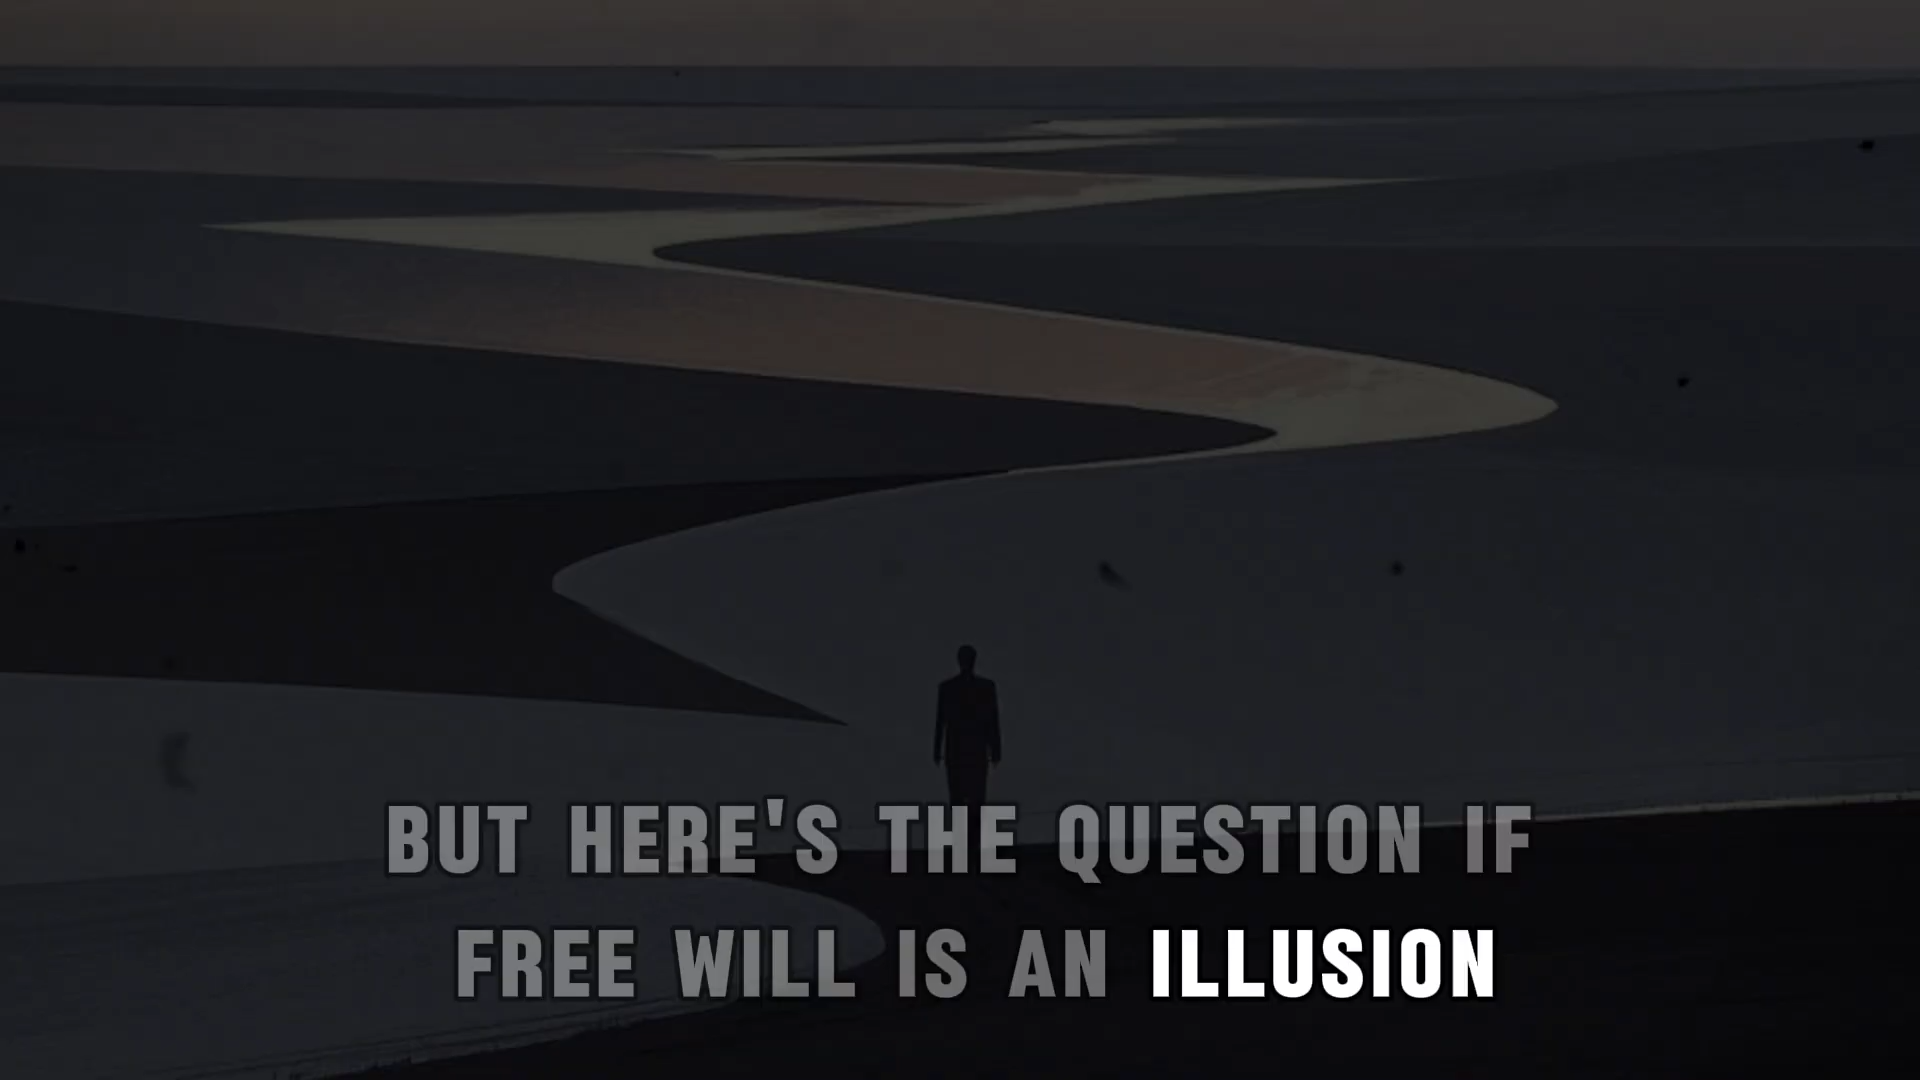 BUT HERE'S THE QUESTION IF
FREE WILL IS AN ILLUSION